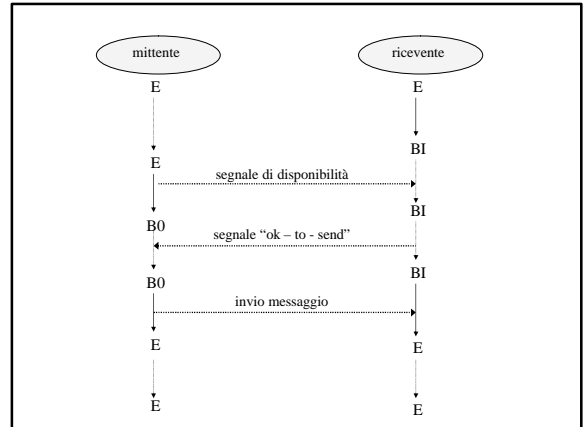 mittente ricevente
E E
BI
E
segnale di disponibilità
BI
B0
segnale “ok – to - send”
BI
B0
invio messaggio
E E
E E